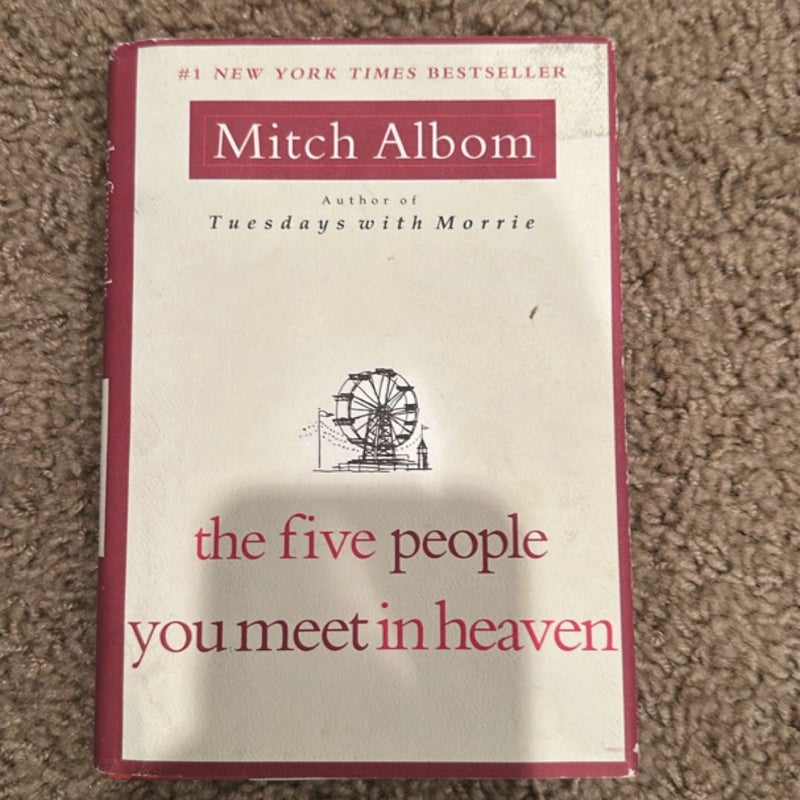 #1 NEW YORK TIMES BESTSELLER
Mitch Albom
Author of
Tuesdays with Morrie
the five people
you meet in heaven